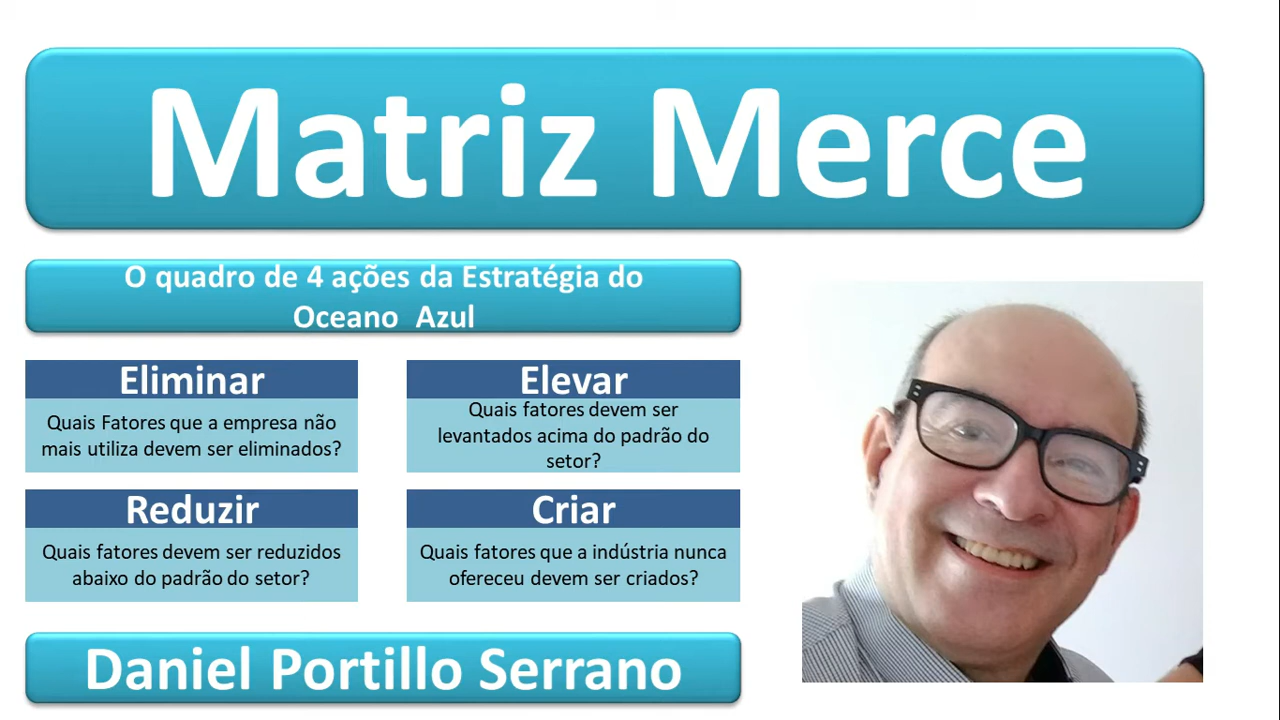 Matriz Merce
O quadro de 4 ações da Estratégia do
Oceano Azul
Eliminar
Quais Fatores que a empresa não
mais utiliza devem ser eliminados?
Elevar
Quais fatores devem ser
levantados acima do padrão do
setor?
Reduzir
Quais fatores devem ser reduzidos
abaixo do padrão do setor?
Criar
Quais fatores que a indústria nunca
ofereceu devem ser criados?
Daniel Portillo Serrano